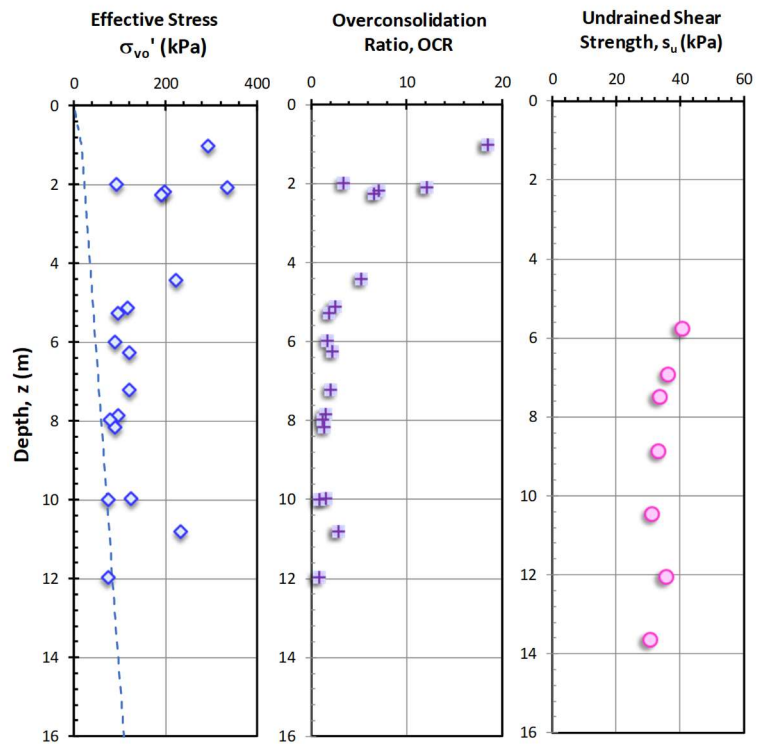 Effective Stress
σvo' (kPa)
0 200 400
0
2
4
6
8
10
12
14
16
Depth, z (m)
Overconsolidation
Ratio, OCR
0 10 20
0
2
4
6
8
10
12
14
16
Undrained Shear
Strength, su (kPa)
0 20 40 60
0
2
4
6
8
10
12
14
16